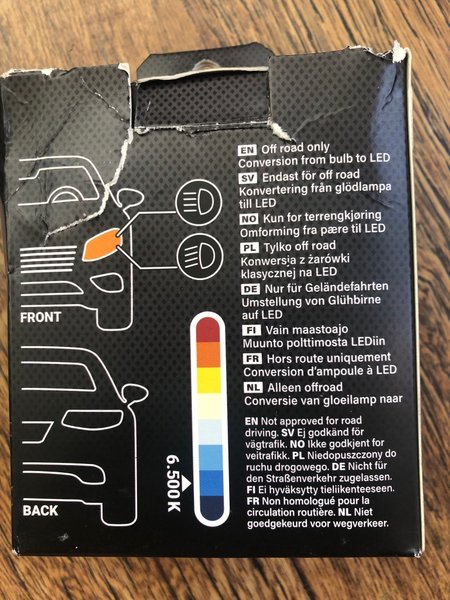 EN Off road only
Conversion from bulb to LED
SV Endast för off road
Konvertering från glödlampa
till LED
NO Kun for terrengkjøring
Omforming fra pære til LED
PL Tylko off road
Konwersja z żarówki
klasycznej na LED
DE Nur für Geländefahrten
Umstellung von Glühbirne
auf LED
FI Vain maastoajo
Muunto polttimosta LEDiin
FR Hors route uniquement
Conversion d'ampoule à LED
NL Alleen offroad
Conversie van gloeilamp naar
EN Not approved for road
driving. SV Ej godkänd för
vägtrafik. NO Ikke godkjent for
veitrafikk. PL Niedopuszczony do
ruchu drogowego. DE Nicht für
den Straßenverkehr zugelassen.
FI Ei hyväksytty tieliikenteeseen.
FR Non homologué pour la
circulation routière. NL Niet
goedgekeurd voor wegverkeer.
FRONT
BACK
6.500K